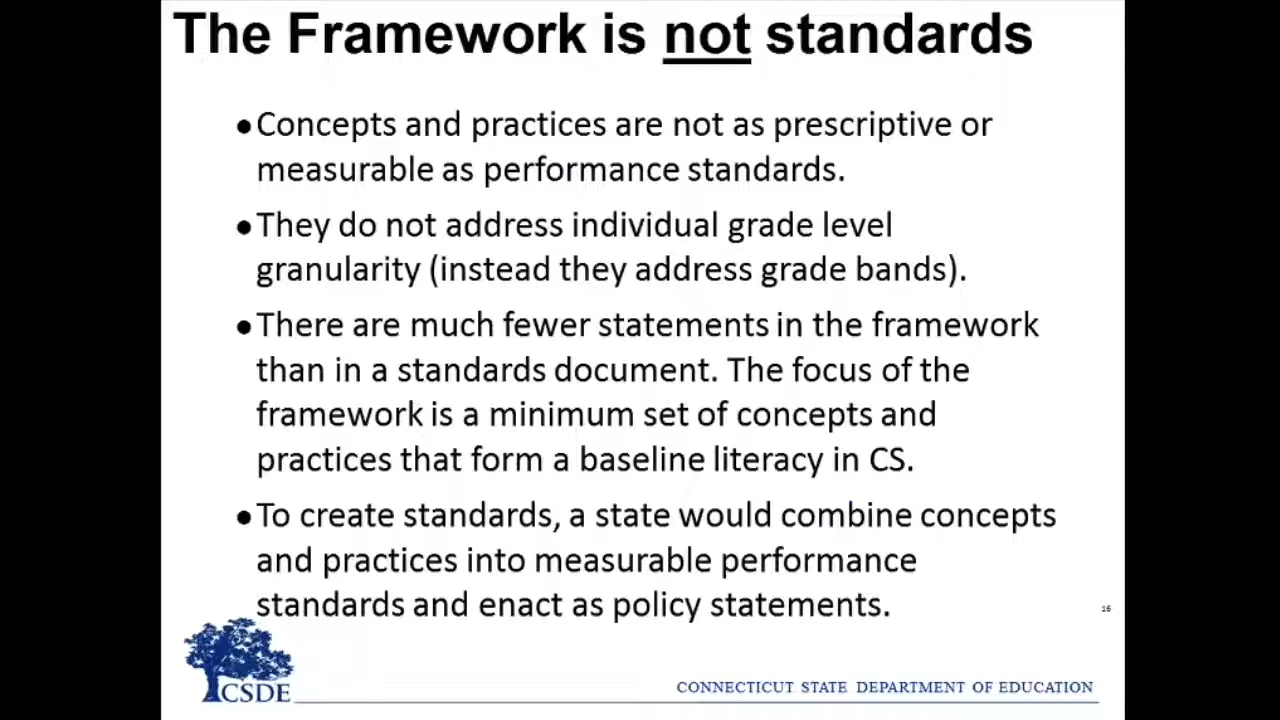 The Framework is not standards
●Concepts and practices are not as prescriptive or
measurable as performance standards.
●They do not address individual grade level
granularity (instead they address grade bands).
●There are much fewer statements in the framework
than in a standards document. The focus of the
framework is a minimum set of concepts and
practices that form a baseline literacy in CS.
●To create standards, a state would combine concepts
and practices into measurable performance
standards and enact as policy statements.
16
CSDE
CONNECTICUT STATE DEPARTMENT OF EDUCATION